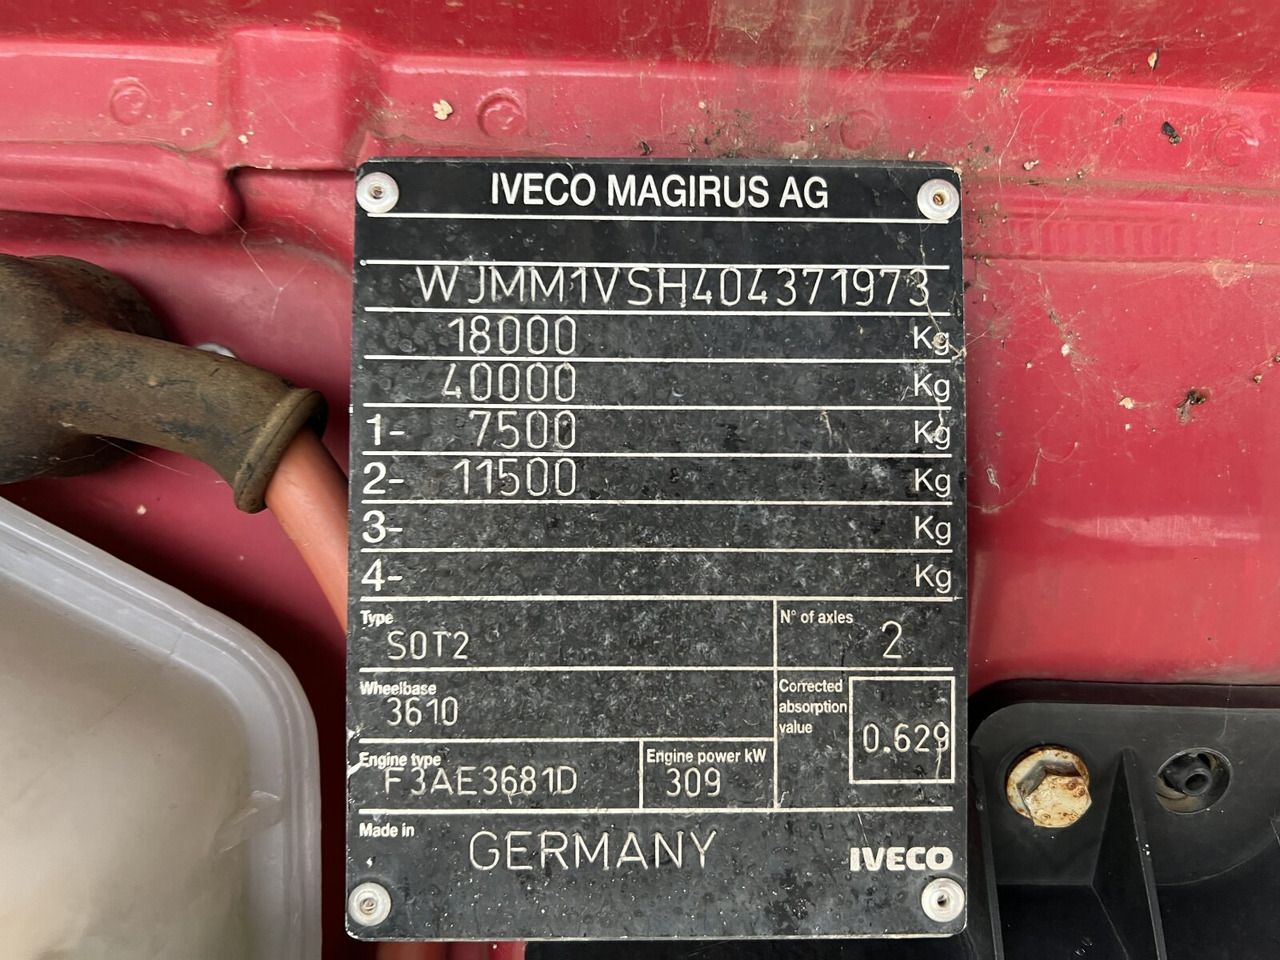 IVECO MAGIRUS AG
WJMM1VSH404371973
18000 Kg
40000 Kg
1- 7500 Kg
2- 11500 Kg
3- Kg
4- Kg
Type
S0T2
N° of axles
2
Wheelbase
3610
Corrected
absorption
value
0.629
Engine type
F3AE3681D
Engine power kW
309
Made in
GERMANY
IVECO